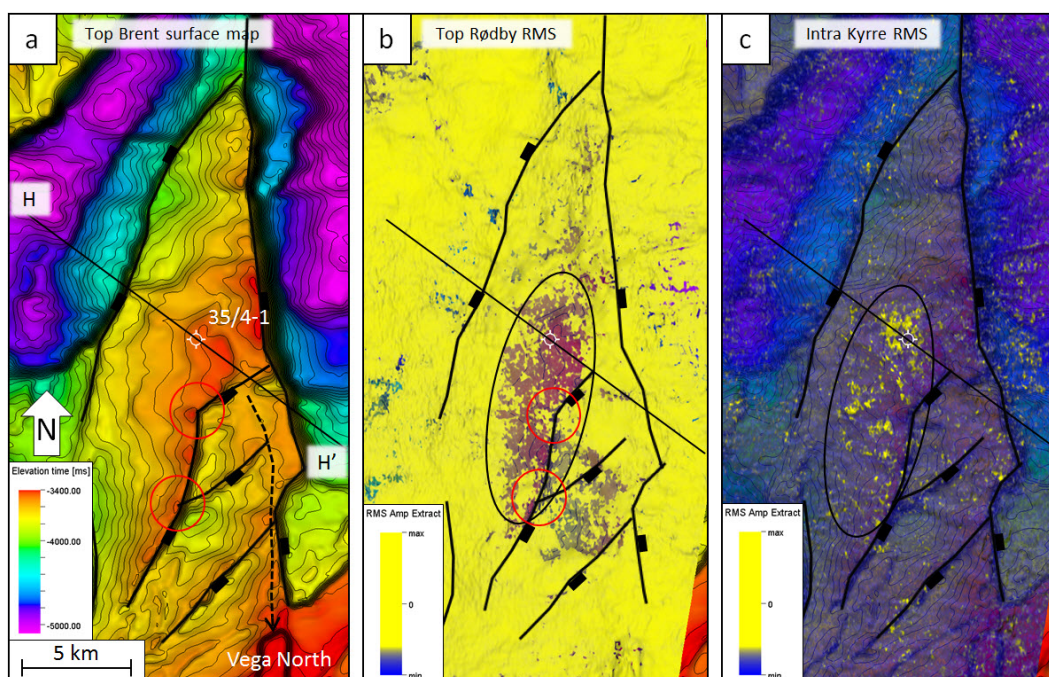 a
Top Brent surface map
H
35/4-1
N
H'
Elevation time [ms]
-3400.00
-4000.00
-5000.00
5 km
Vega North
b
Top Rødby RMS
RMS Amp Extract
max
0
min
c
Intra Kyrre RMS
RMS Amp Extract
max
0
min